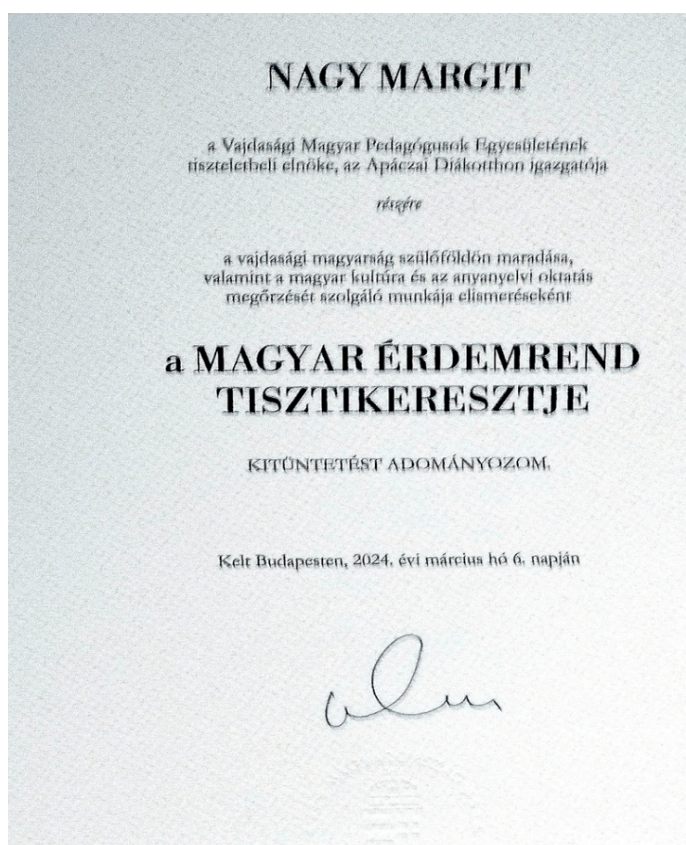 NAGY MARGIT
a Vajdasági Magyar Pedagógusok Egyesületének
tiszteletbeli elnöke, az Apáczai Diákotthon igazgatója
részére
a vajdasági magyarság szülőföldön maradása,
valamint a magyar kultúra és az anyanyelvi oktatás
megőrzését szolgáló munkája elismeréseként
a MAGYAR ÉRDEMREND
TISZTIKERESZTJE
KITÜNTETÉST ADOMÁNYOZOM.
Kelt Budapesten, 2024. évi március hó 6. napján